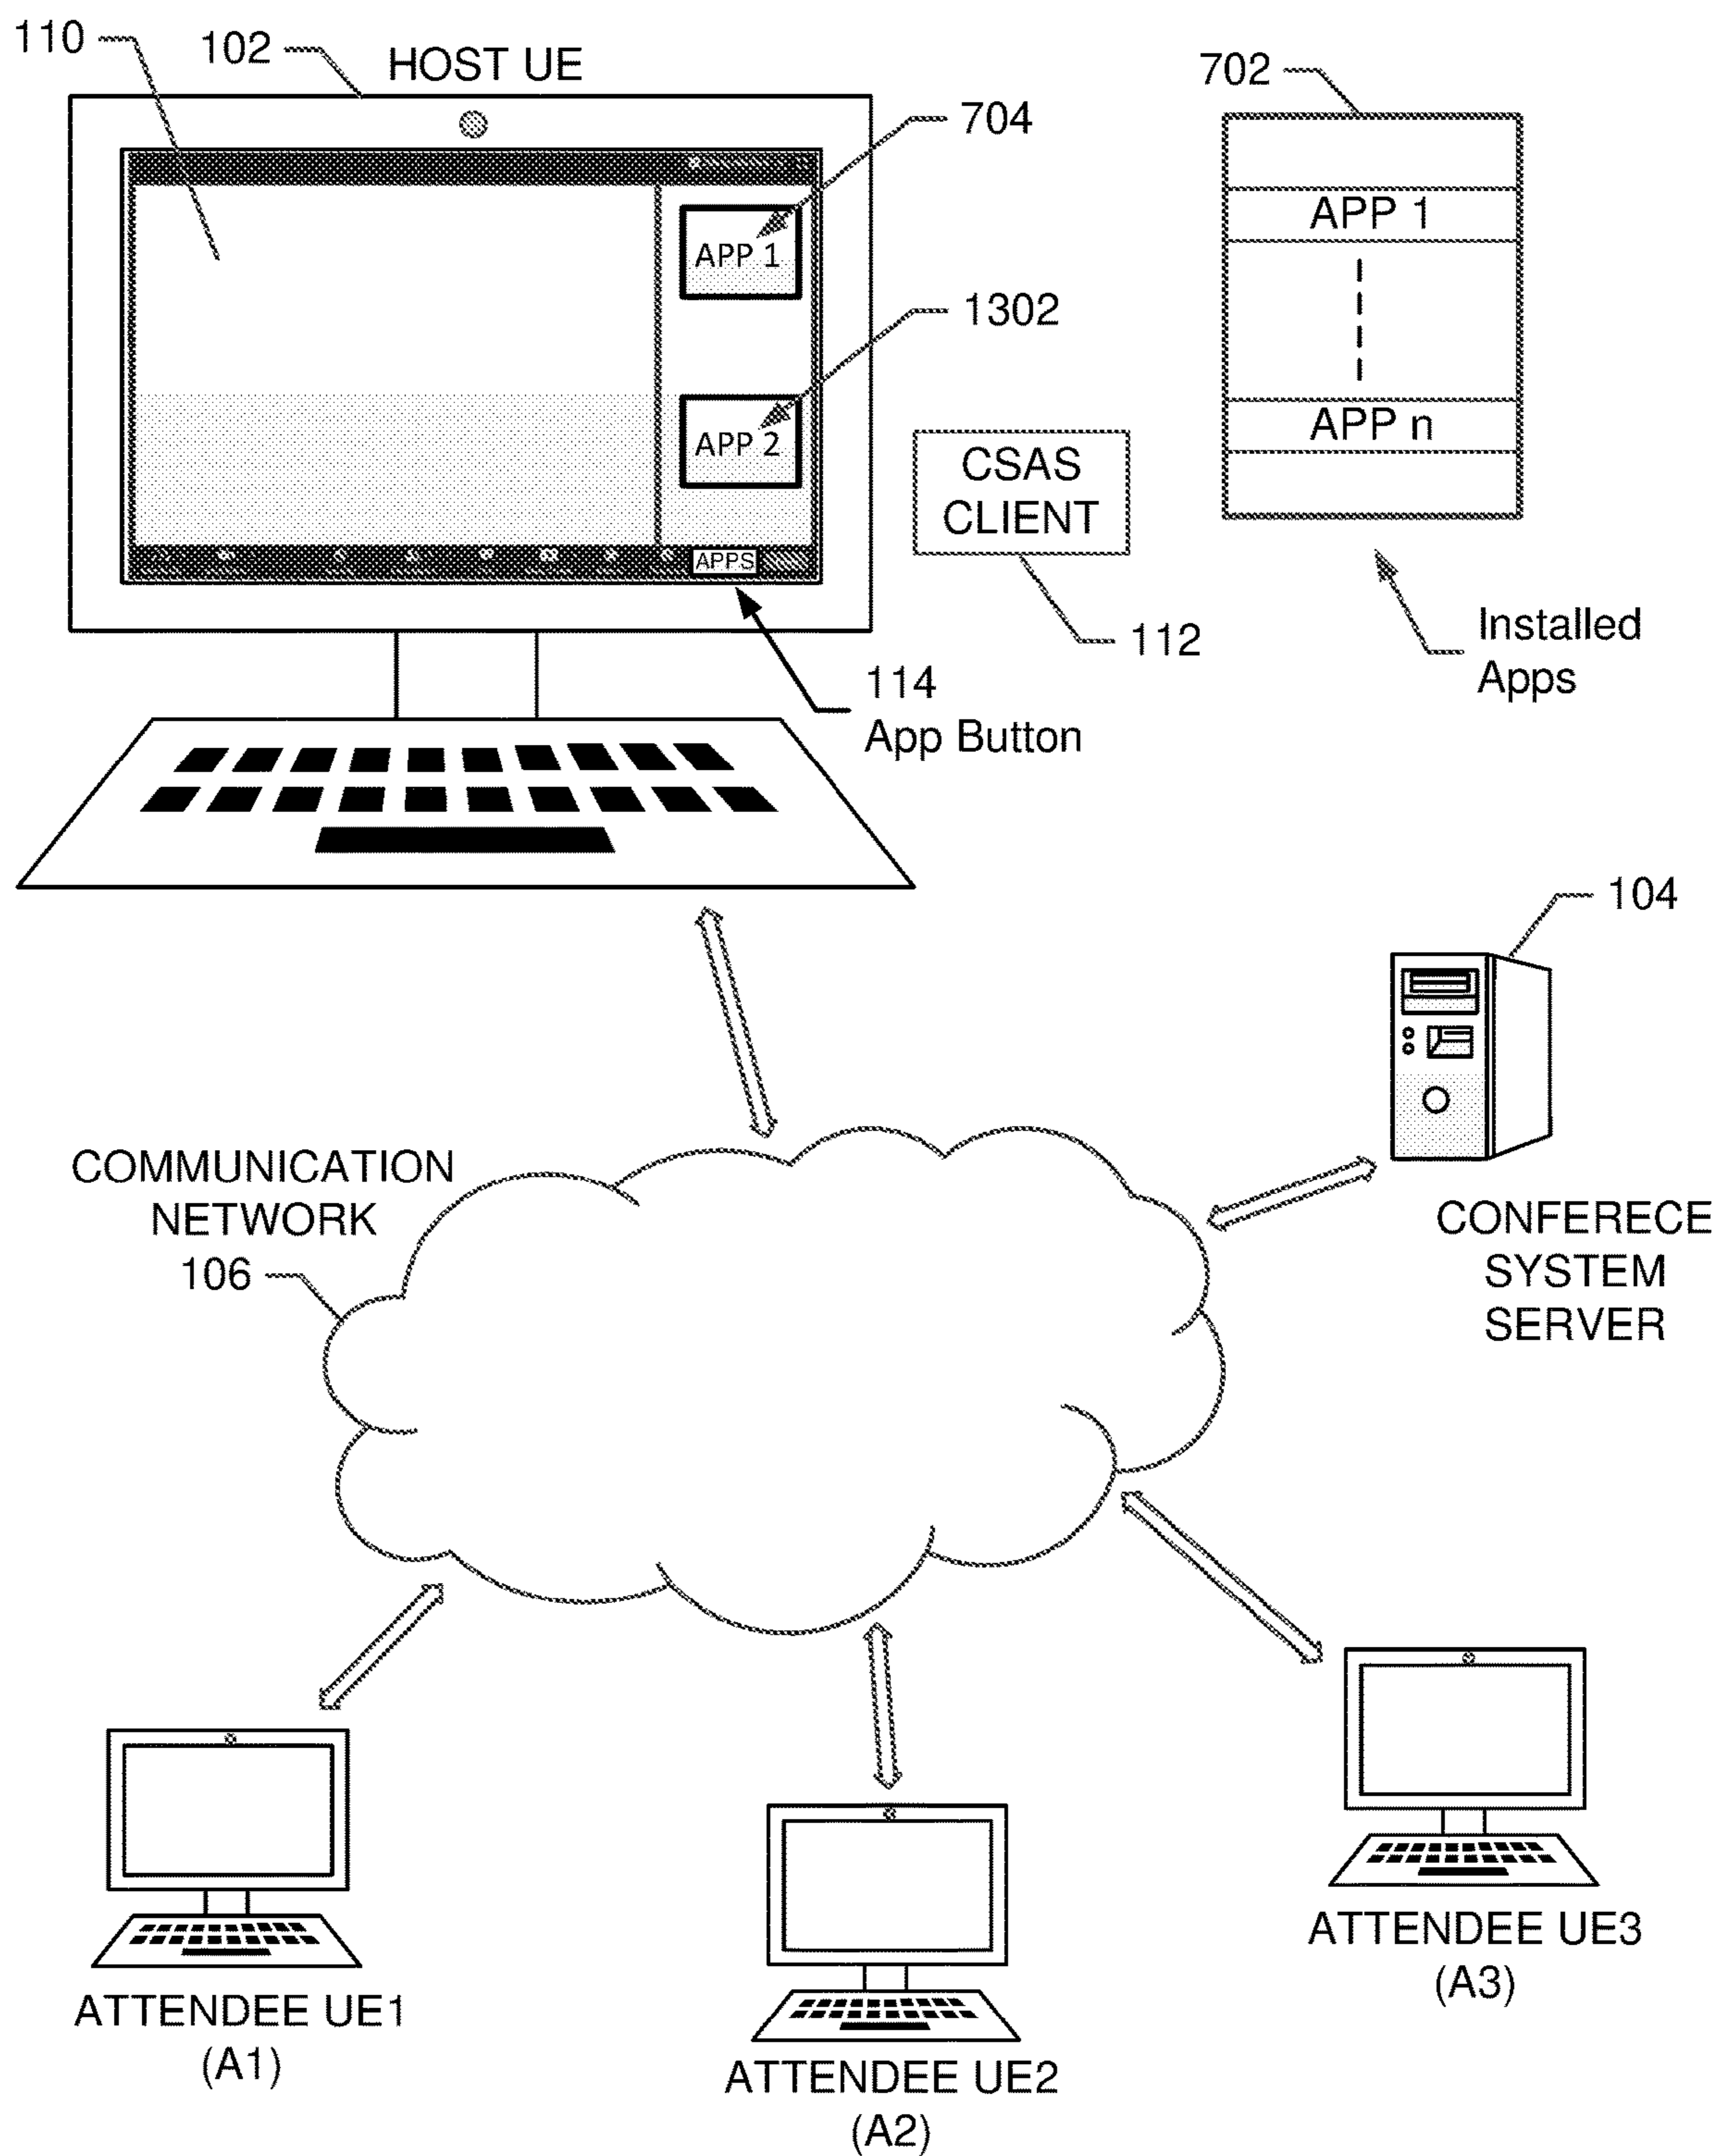 110
102
HOST UE
702
704
APP 1
APP 1
1302
APP n
APP 2
CSAS
CLIENT
APPS
112
Installed
Apps
114
App Button
104
COMMUNICATION
NETWORK
106
CONFERECE
SYSTEM
SERVER
ATTENDEE UE3
(A3)
ATTENDEE UE1
(A1)
ATTENDEE UE2
(A2)